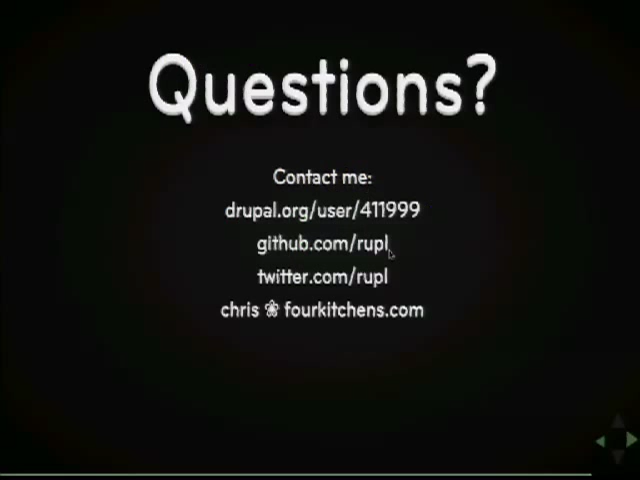 Questions?
Contact me:
drupal.org/user/411999
github.com/rupl
twitter.com/rupl
chris ❀ fourkitchens.com